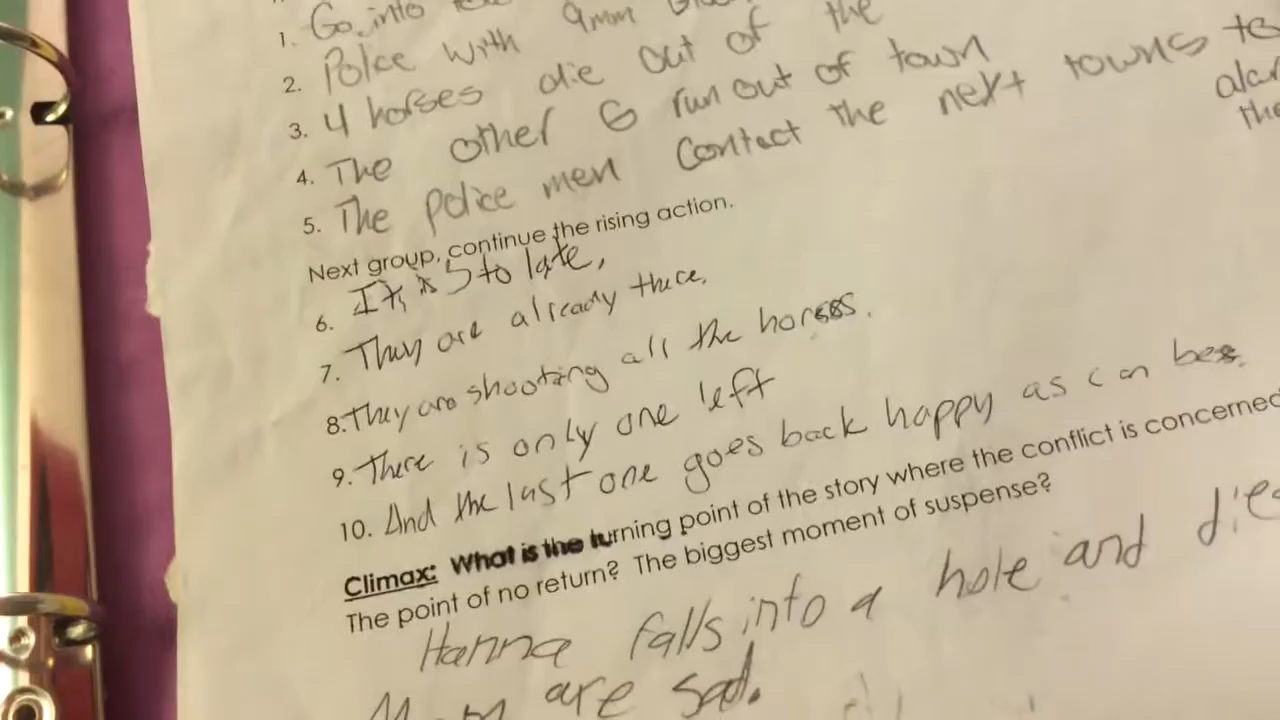 1. Go into
2. Police with 9mm
3. 4 horses die out of the
4. The other 6 run out of town
5. The police men contact the next towns to
the
Next group, continue the rising action.
6. It is to late,
7. They are already there.
8. They are shooting all the horses.
9. There is only one left
10. And the last one goes back happy as can be.
Climax: What is the turning point of the story where the conflict is concerned
The point of no return? The biggest moment of suspense?
Hanna falls into a hole and
are sad.